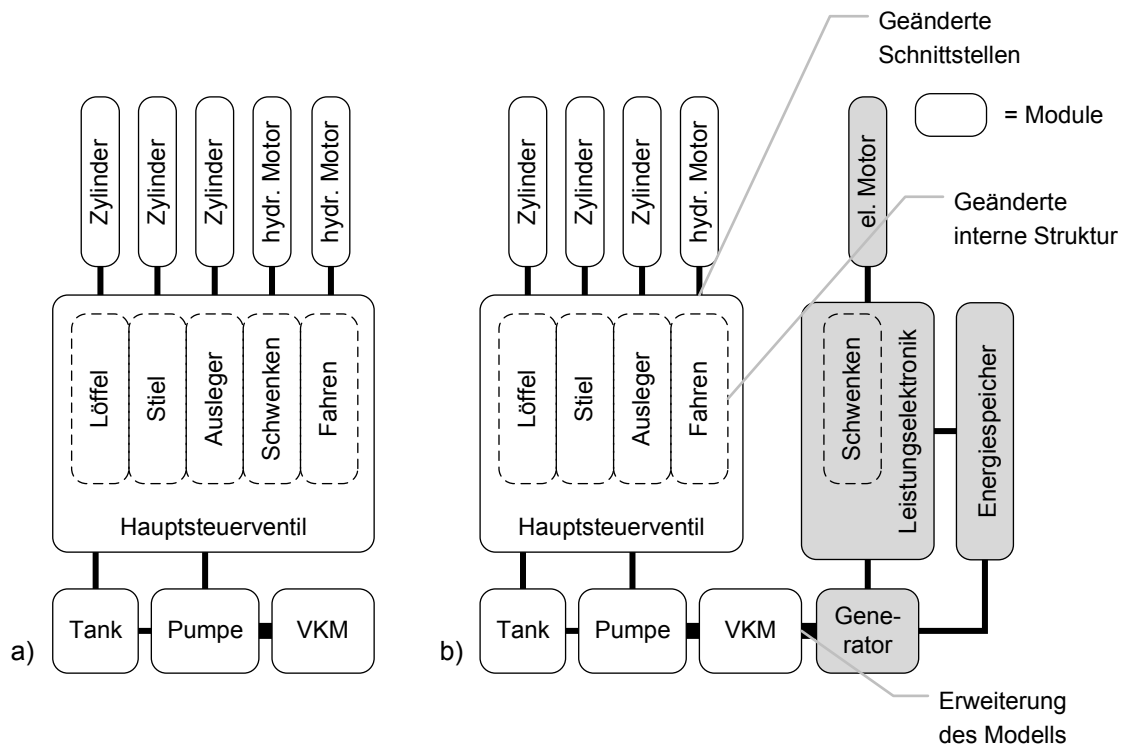 Geänderte
Schnittstellen
= Module
Geänderte
interne Struktur
Zylinder
Zylinder
Zylinder
hydr. Motor
hydr. Motor
Löffel
Stiel
Ausleger
Schwenken
Fahren
Hauptsteuerventil
Tank
Pumpe
VKM
a)
Zylinder
Zylinder
Zylinder
hydr. Motor
el. Motor
Löffel
Stiel
Ausleger
Fahren
Hauptsteuerventil
Schwenken
Leistungselektronik
Energiespeicher
Tank
Pumpe
VKM
Gene-
rator
b)
Erweiterung
des Modells